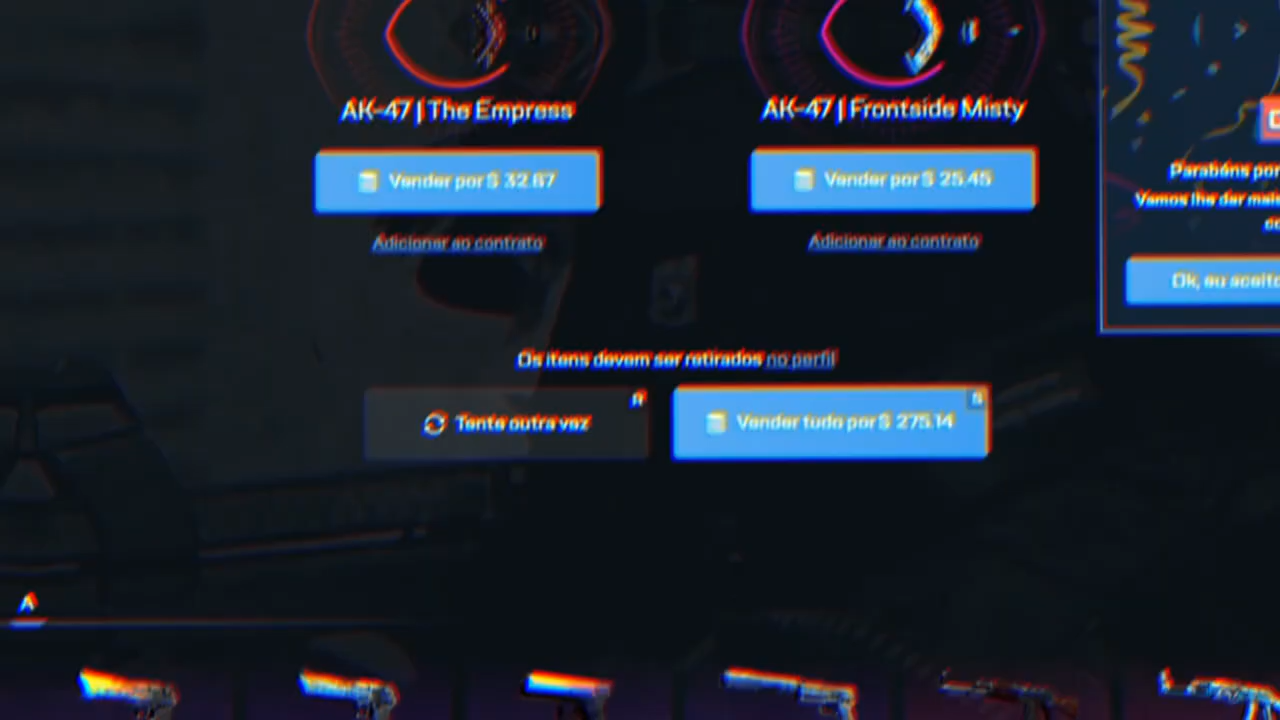 AK-47 | The Empress
AK-47 | Frontside Misty
Vender por $ 32.67
Vender por $ 25.45
Adicionar ao contrato
Adicionar ao contrato
Parabéns por
Vamos lhe dar mais
Ok, eu aceito
Os itens devem ser retirados no perfil
Tente outra vez
R
Vender tudo por $ 275.14
S
A